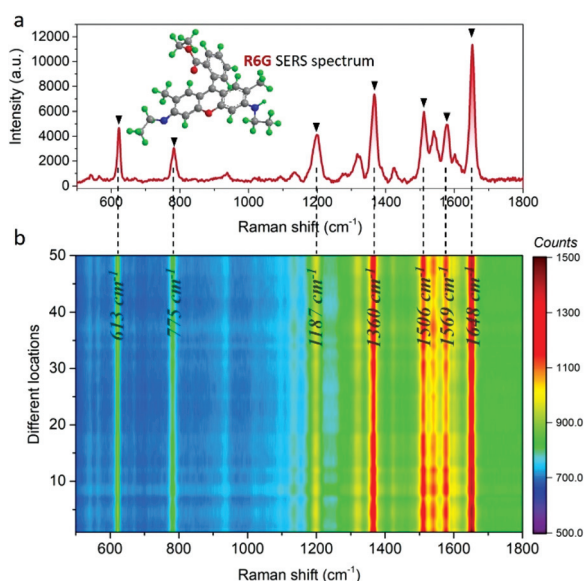 a
R6G SERS spectrum
Intensity (a.u.)
12000
10000
8000
6000
4000
2000
0
600 800 1000 1200 1400 1600 1800
Raman shift (cm-1)
b
Counts
Different locations
50
40
30
20
10
613 cm-1
775 cm-1
1187 cm-1
1360 cm-1
1506 cm-1
1569 cm-1
1648 cm-1
1500
1300
1100
900.0
700.0
500.0
600 800 1000 1200 1400 1600 1800
Raman shift (cm-1)